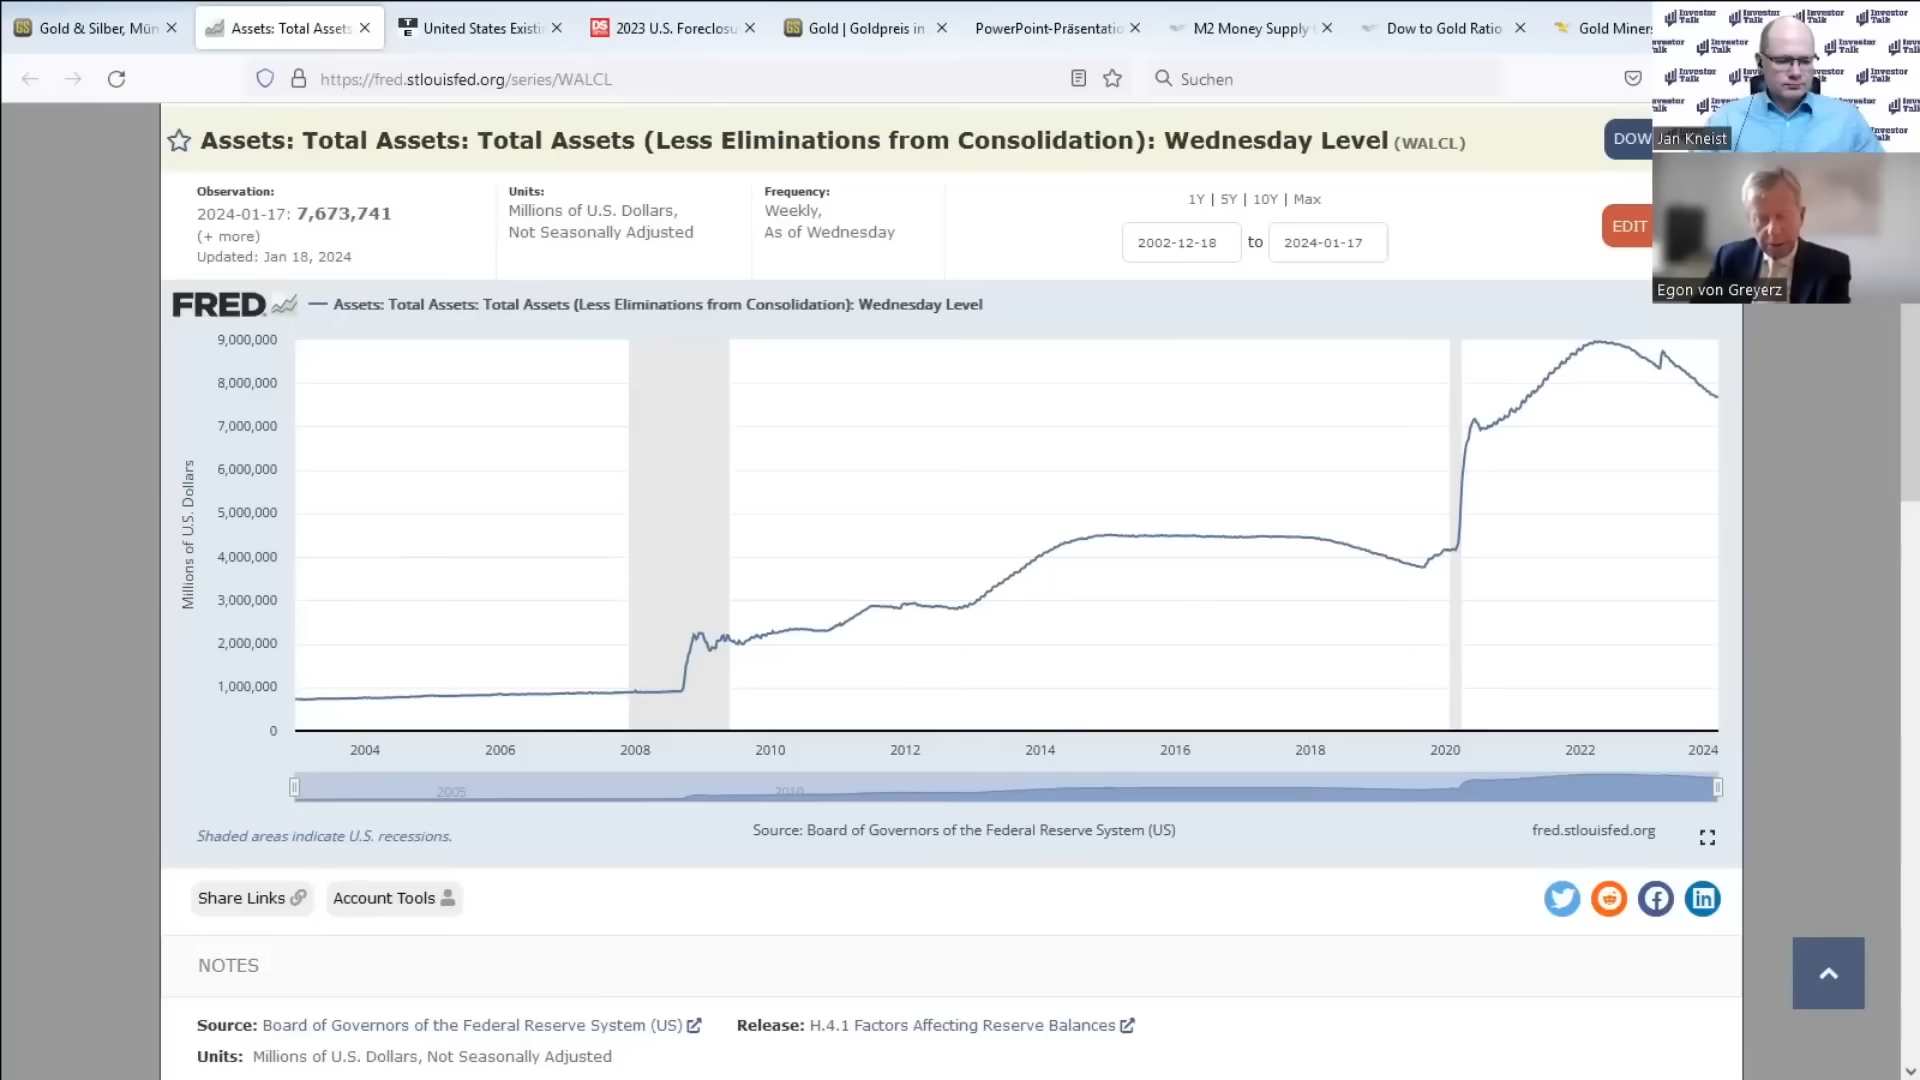 Gold & Silber, Mün
Assets: Total Assets
United States Existi
2023 U.S. Foreclosu
Gold | Goldpreis in
PowerPoint-Präsentatio
M2 Money Supply
Dow to Gold Ratio
Gold Miners
https://fred.stlouisfed.org/series/WALCL
Suchen
Investor Talk
Jan Kneist
Egon von Greyerz
Assets: Total Assets: Total Assets (Less Eliminations from Consolidation): Wednesday Level (WALCL)
DOW
Observation:
2024-01-17: 7,673,741
(+ more)
Updated: Jan 18, 2024
Units:
Millions of U.S. Dollars,
Not Seasonally Adjusted
Frequency:
Weekly,
As of Wednesday
1Y | 5Y | 10Y | Max
2002-12-18 to 2024-01-17
EDIT
FRED
Assets: Total Assets: Total Assets (Less Eliminations from Consolidation): Wednesday Level
Millions of U.S. Dollars
9,000,000
8,000,000
7,000,000
6,000,000
5,000,000
4,000,000
3,000,000
2,000,000
1,000,000
0
2004 2006 2008 2010 2012 2014 2016 2018 2020 2022 2024
2005 2010
Shaded areas indicate U.S. recessions.
Source: Board of Governors of the Federal Reserve System (US)
fred.stlouisfed.org
Share Links
Account Tools
NOTES
Source: Board of Governors of the Federal Reserve System (US)
Release: H.4.1 Factors Affecting Reserve Balances
Units: Millions of U.S. Dollars, Not Seasonally Adjusted